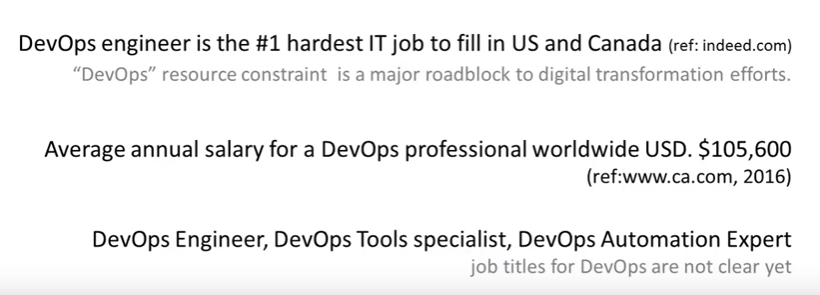 DevOps engineer is the #1 hardest IT job to fill in US and Canada (ref: indeed.com)
“DevOps” resource constraint is a major roadblock to digital transformation efforts.
Average annual salary for a DevOps professional worldwide USD. $105,600
(ref:www.ca.com, 2016)
DevOps Engineer, DevOps Tools specialist, DevOps Automation Expert
job titles for DevOps are not clear yet